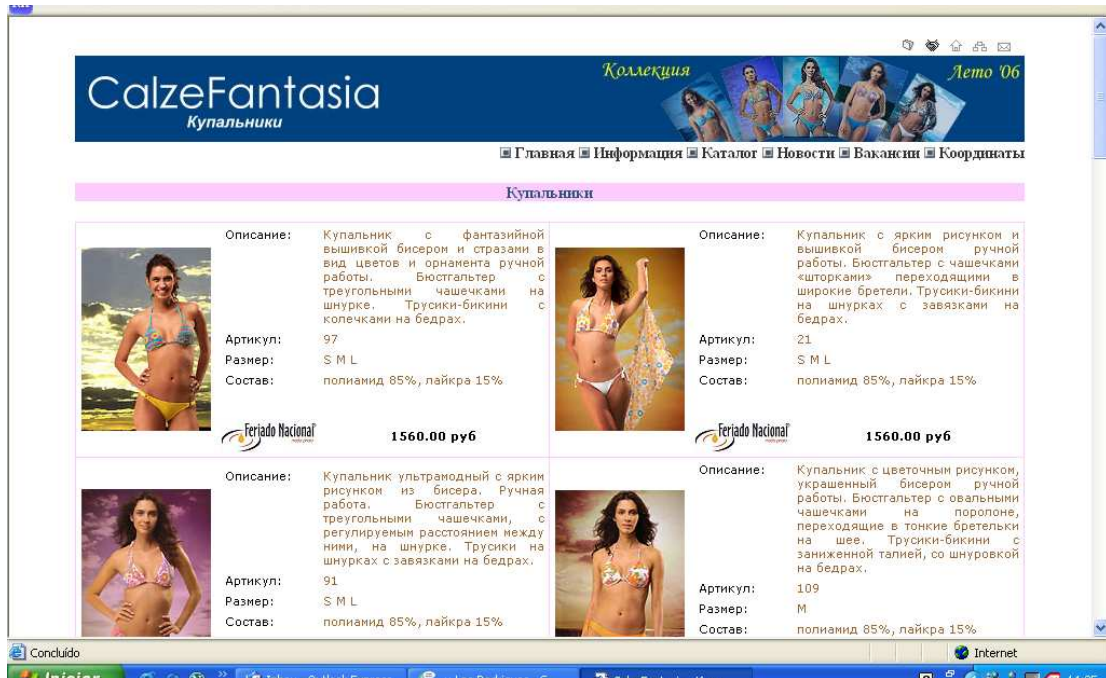 Коллекция
Лето '06
CalzeFantasia
Купальники
Главная Информация Каталог Новости Вакансии Координаты
Купальники
Описание:
Купальник с фантазийной
вышивкой бисером и стразами в
вид цветов и орнамента ручной
работы. Бюстгальтер с
треугольными чашечками на
шнурке. Трусики-бикини с
колечками на бедрах.
Артикул: 97
Размер: S M L
Состав: полиамид 85%, лайкра 15%
Feriado Nacional
1560.00 руб
Описание:
Купальник с ярким рисунком и
вышивкой бисером ручной
работы. Бюстгальтер с чашечками
«шторками» переходящими в
широкие бретели. Трусики-бикини
на шнурках с завязками на
бедрах.
Артикул: 21
Размер: S M L
Состав: полиамид 85%, лайкра 15%
Feriado Nacional
1560.00 руб
Описание:
Купальник ультрамодный с ярким
рисунком из бисера. Ручная
работа. Бюстгальтер с
треугольными чашечками, с
регулируемым расстоянием между
ними, на шнурке. Трусики на
шнурках с завязками на бедрах.
Артикул: 91
Размер: S M L
Состав: полиамид 85%, лайкра 15%
Описание:
Купальник с цветочным рисунком,
украшенный бисером ручной
работы. Бюстгальтер с овальными
чашечками на поролоне,
переходящие в тонкие бретельки
на шее. Трусики-бикини с
заниженной талией, со шнуровкой
на бедрах.
Артикул: 109
Размер: M
Состав: полиамид 85%, лайкра 15%
Concluído
Internet
Iniciar